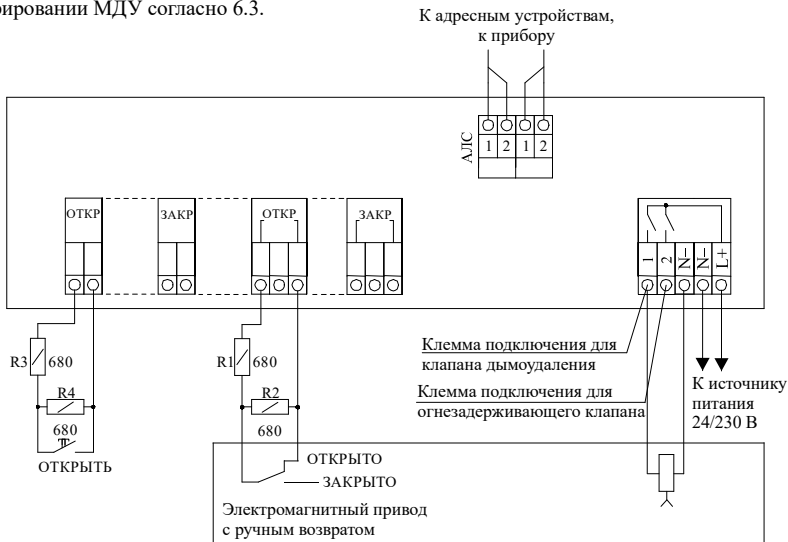 рировании МДУ согласно 6.3.
К адресным устройствам,
к прибору
АЛС
1 2 1 2
ОТКР
ЗАКР
ОТКР
ЗАКР
1 2 N– N– L+
R3 680
R4
680
ОТКРЫТЬ
R1 680
R2
680
Клемма подключения для
клапана дымоудаления
Клемма подключения для
огнезадерживающего клапана
К источнику
питания
24/230 В
ОТКРЫТО
ЗАКРЫТО
Электромагнитный привод
с ручным возвратом